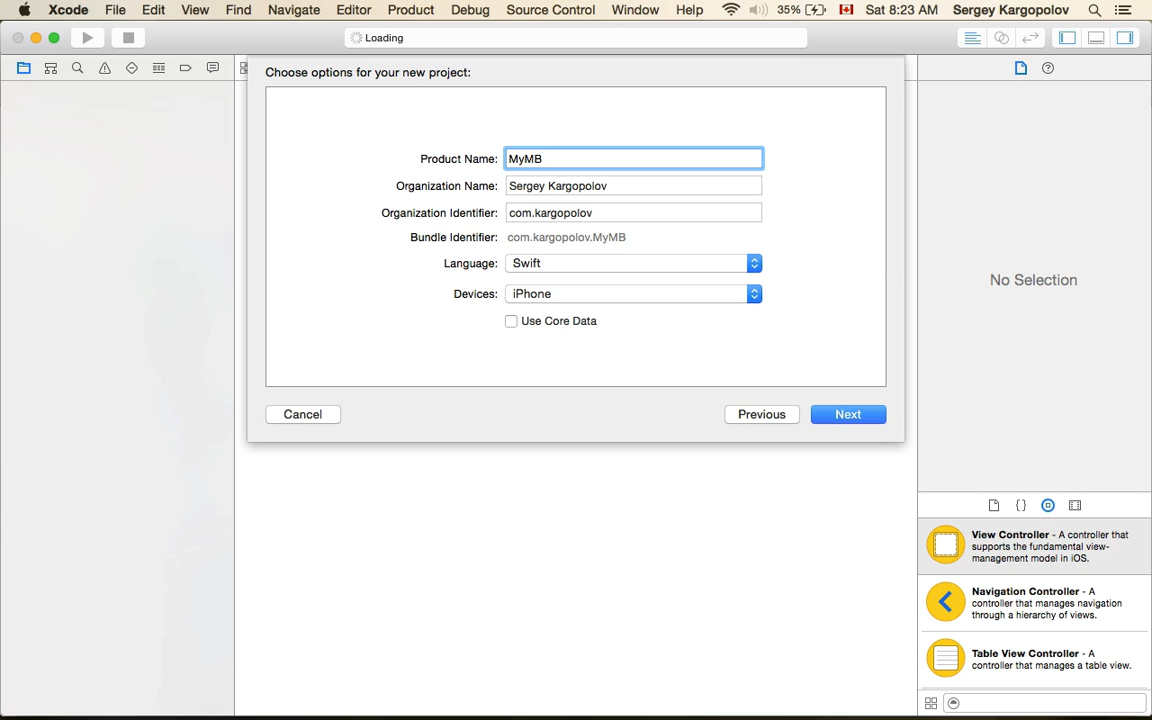 Xcode File Edit View Find Navigate Editor Product Debug Source Control Window Help 35% Sat 8:23 AM Sergey Kargopolov
Loading
Choose options for your new project:
Product Name: MyMB
Organization Name: Sergey Kargopolov
Organization Identifier: com.kargopolov
Bundle Identifier: com.kargopolov.MyMB
Language: Swift
Devices: iPhone
Use Core Data
Cancel Previous Next
No Selection
View Controller - A controller that
supports the fundamental view-
management model in iOS.
Navigation Controller - A
controller that manages navigation
through a hierarchy of views.
Table View Controller - A
controller that manages a table view.